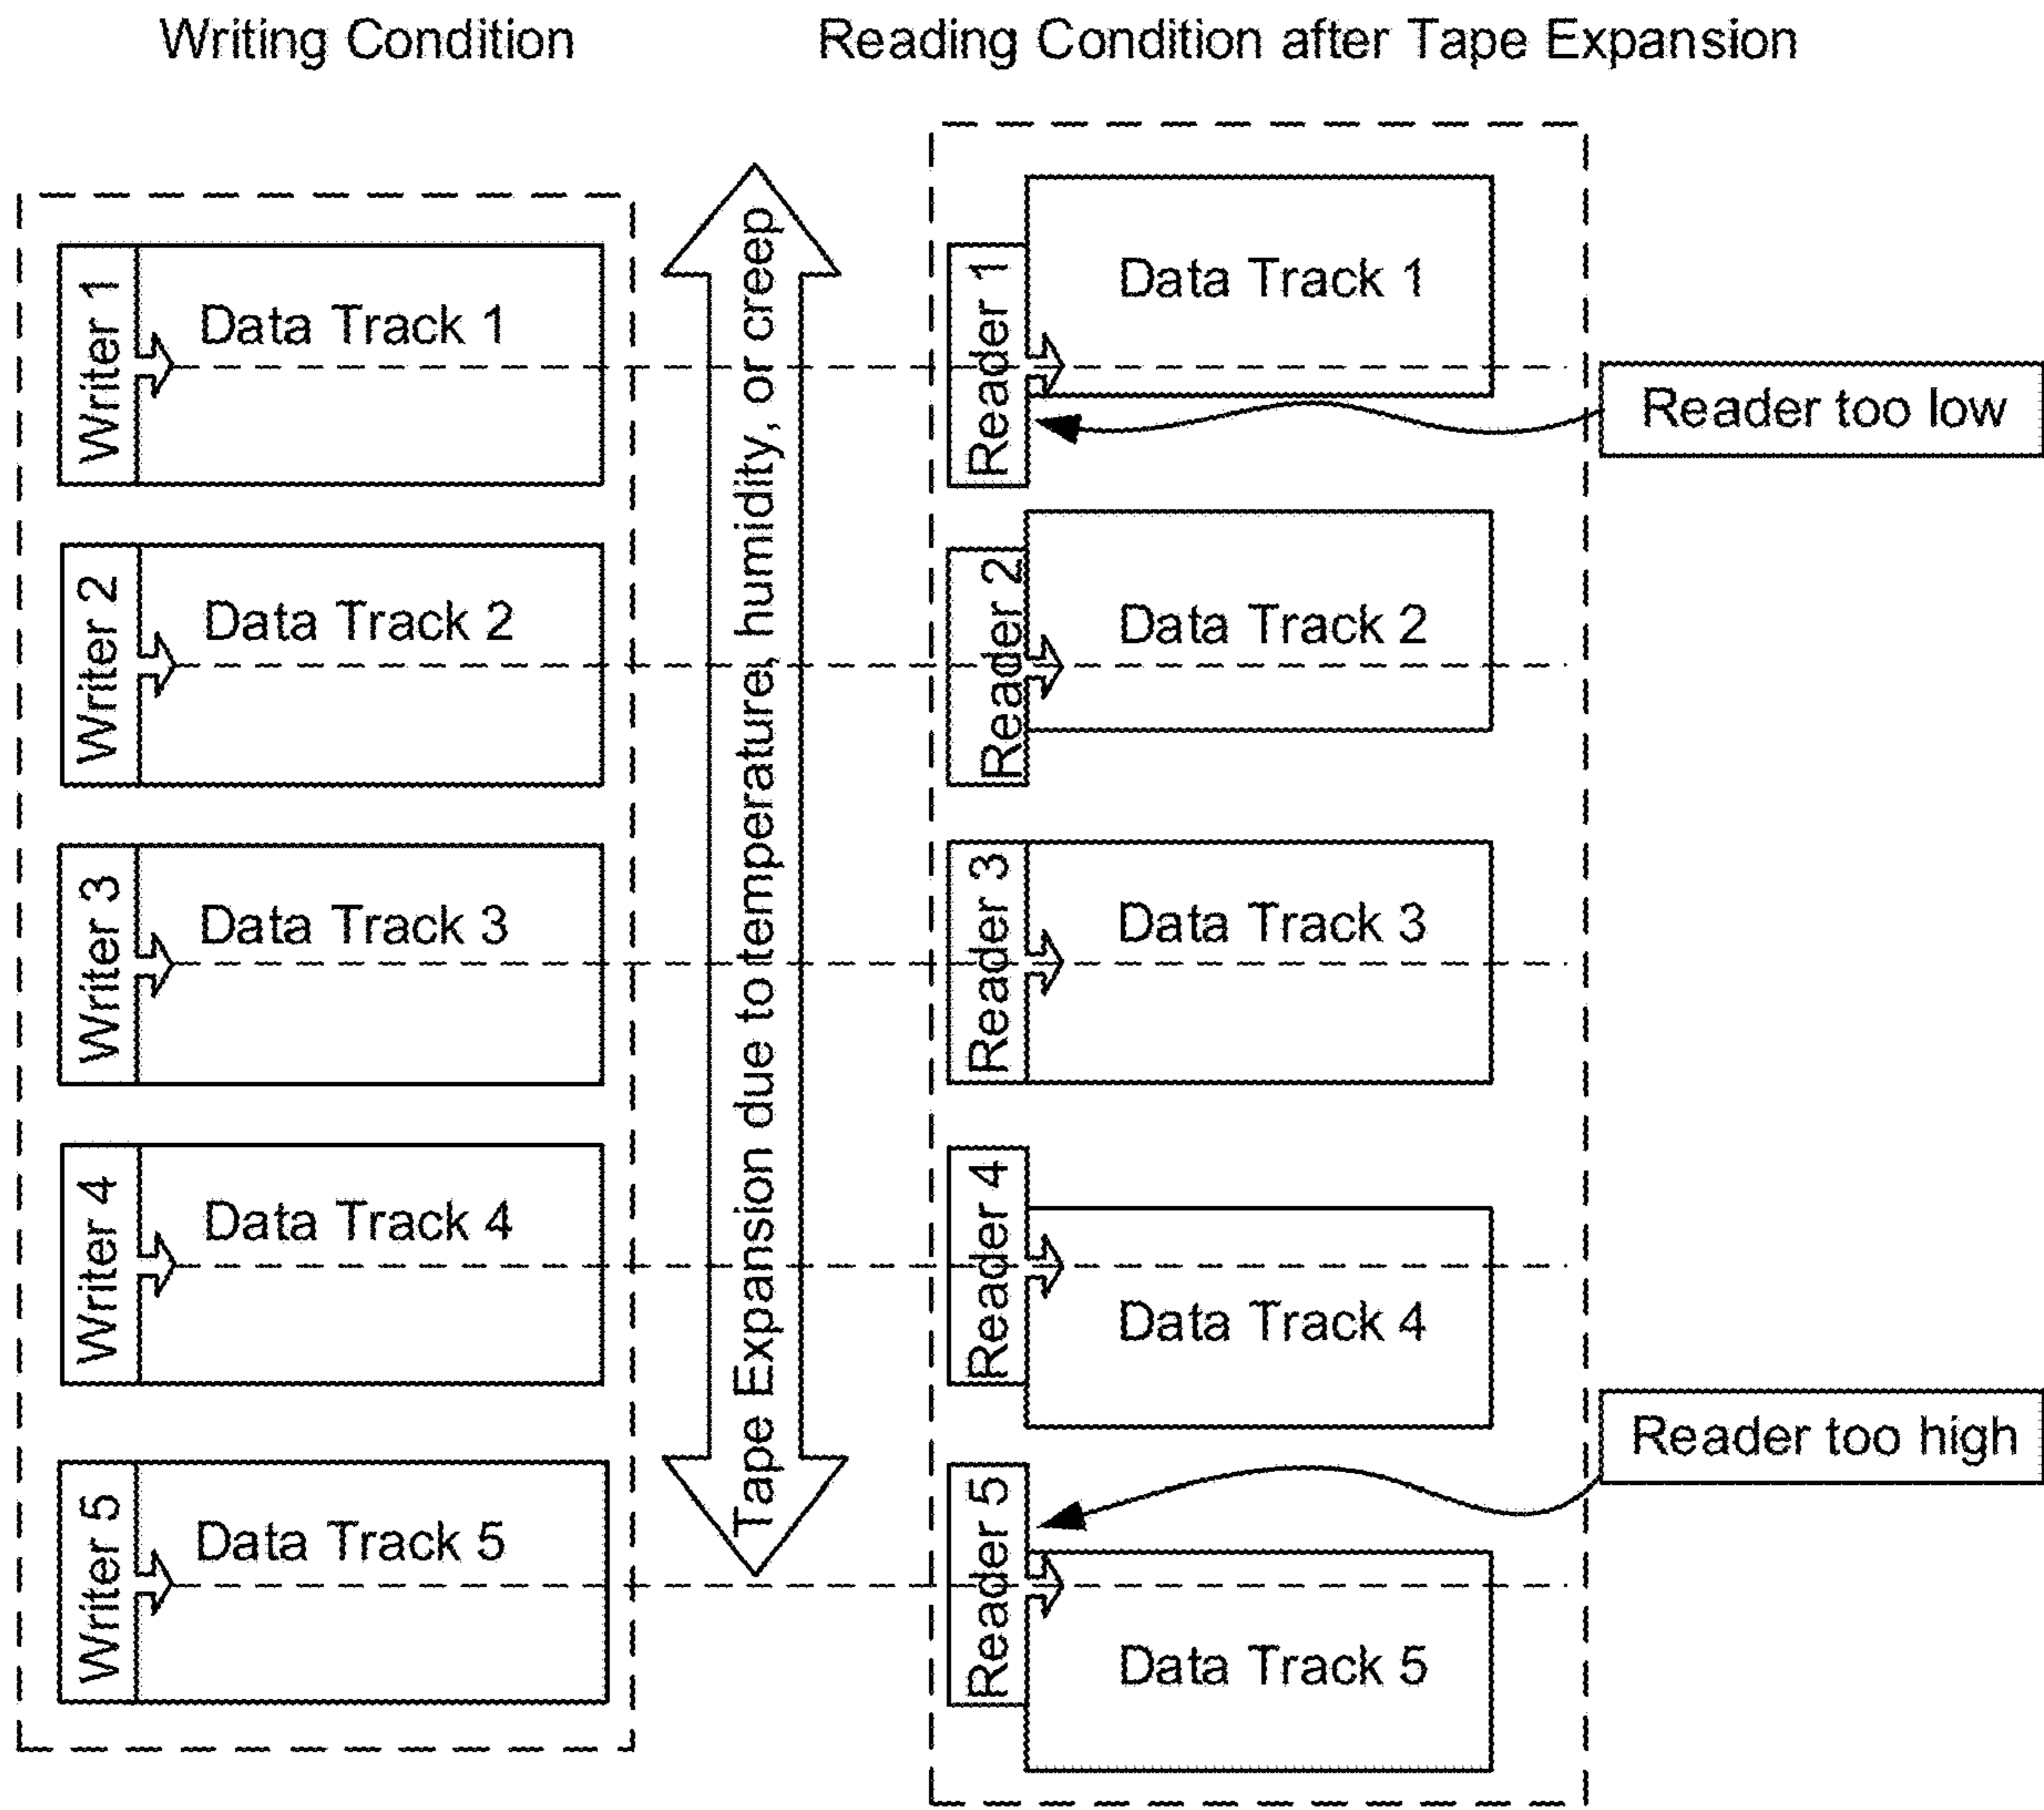 Writing Condition
Reading Condition after Tape Expansion
Writer 1
Data Track 1
Writer 2
Data Track 2
Writer 3
Data Track 3
Writer 4
Data Track 4
Writer 5
Data Track 5
Tape Expansion due to temperature, humidity, or creep
Reader 1
Data Track 1
Reader too low
Reader 2
Data Track 2
Reader 3
Data Track 3
Reader 4
Data Track 4
Reader too high
Reader 5
Data Track 5